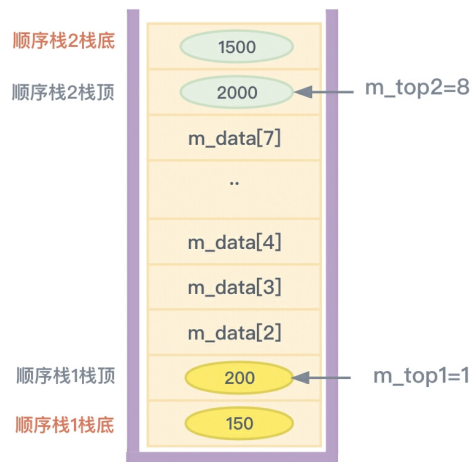 顺序栈2栈底
1500
顺序栈2栈顶
2000
m_top2=8
m_data[7]
..
m_data[4]
m_data[3]
m_data[2]
顺序栈1栈顶
200
m_top1=1
顺序栈1栈底
150